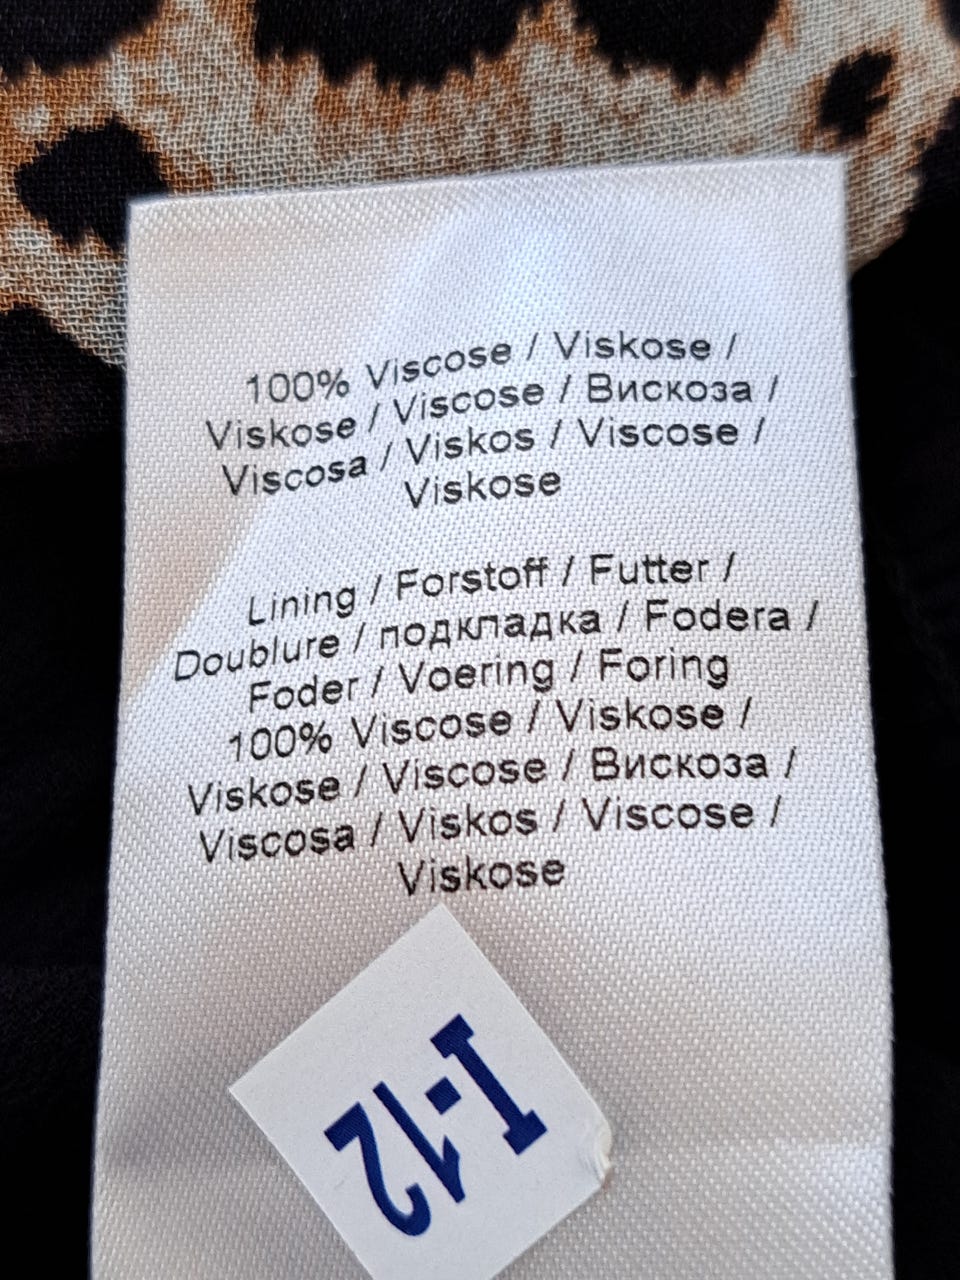 100% Viscose / Viskose /
Viskose / Viscose / Вискоза /
Viscosa / Viskos / Viscose /
Viskose
Lining / Forstoff / Futter /
Doublure / подкладка / Fodera /
Foder / Voering / Foring
100% Viscose / Viskose /
Viskose / Viscose / Вискоза /
Viscosa / Viskos / Viscose /
Viskose
I-12